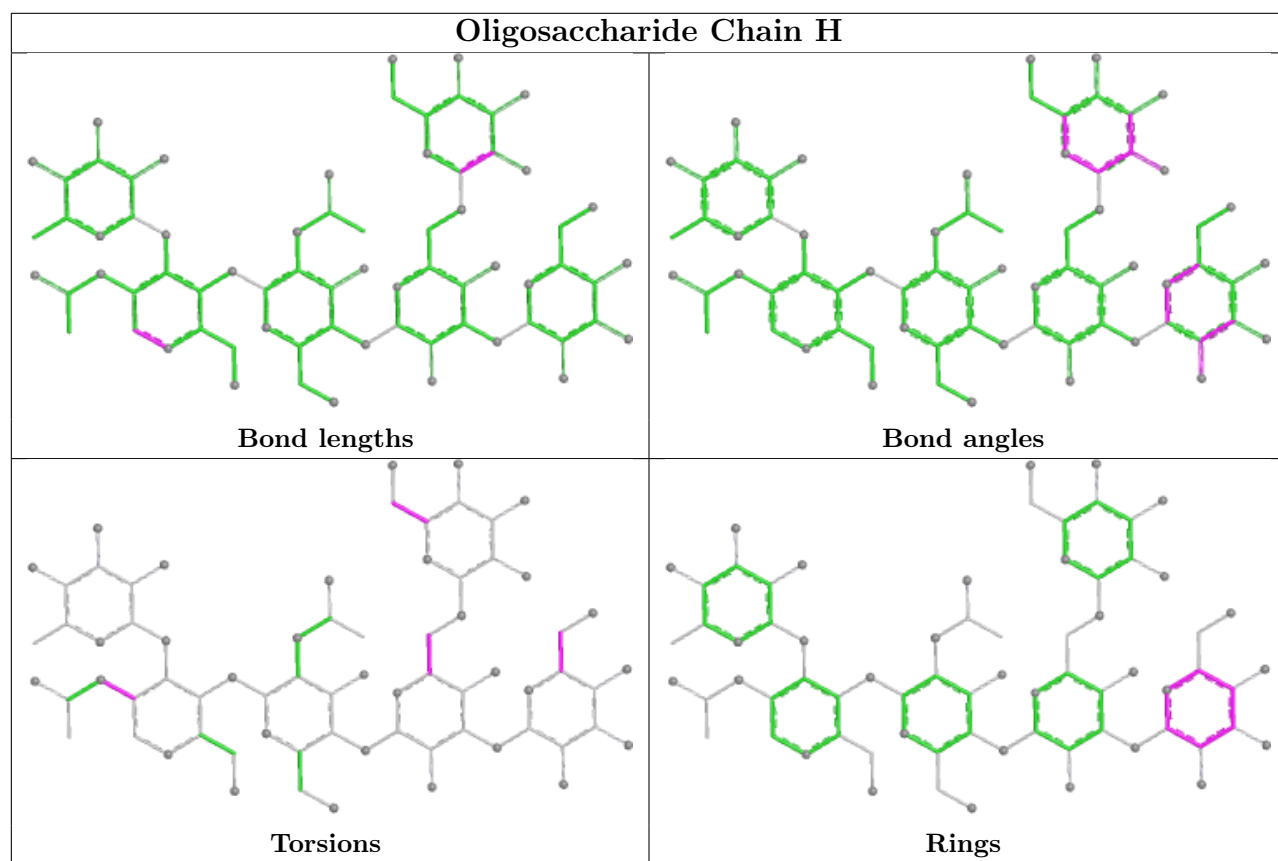 Oligosaccharide Chain H
Bond lengths
Bond angles
Torsions
Rings